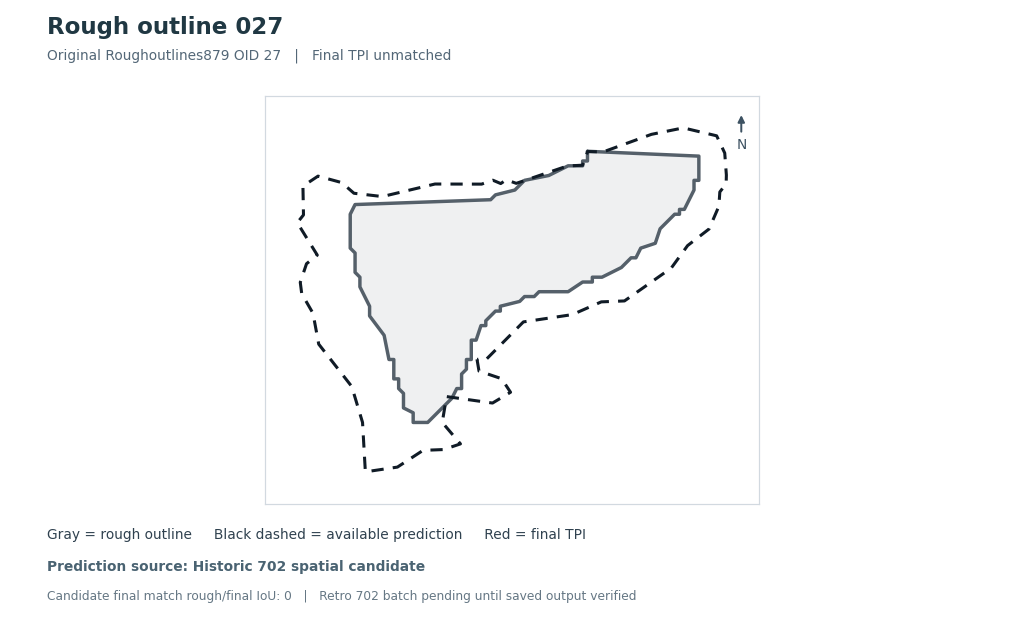 Rough outline 027
Original Roughoutlines879 OID 27   |   Final TPI unmatched
N
Gray = rough outline     Black dashed = available prediction     Red = final TPI
Prediction source: Historic 702 spatial candidate
Candidate final match rough/final IoU: 0   |   Retro 702 batch pending until saved output verified